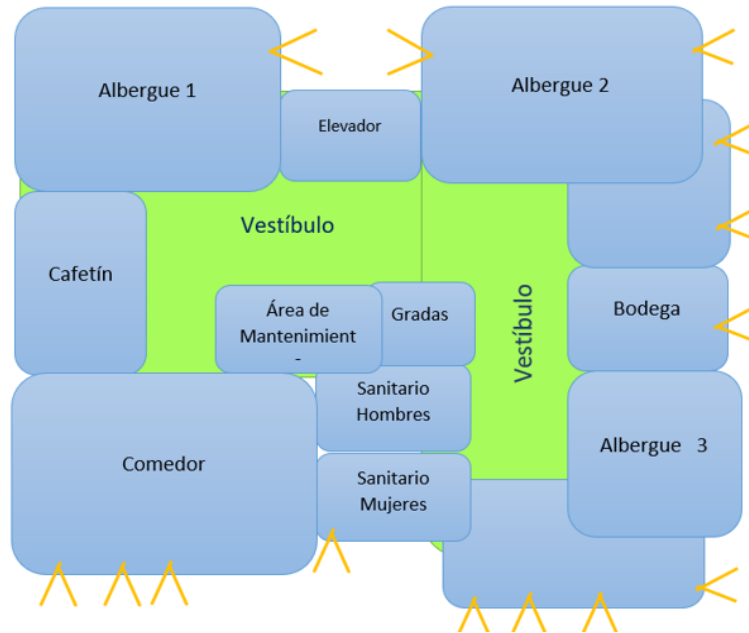 Albergue 1
Albergue 2
Elevador
Vestíbulo
Cafetín
Área de
Mantenimient
-
Gradas
Vestíbulo
Bodega
Sanitario
Hombres
Albergue 3
Comedor
Sanitario
Mujeres